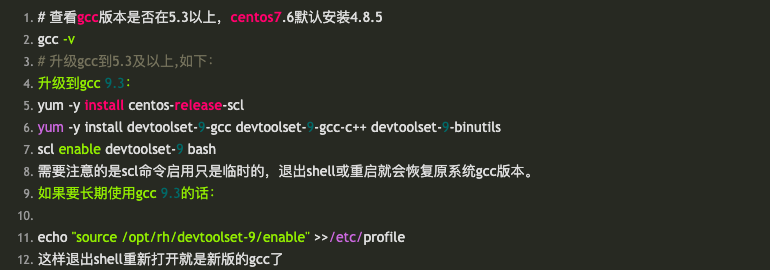 1. # 查看gcc版本是否在5.3以上，centos7.6默认安装4.8.5
2. gcc -v
3. # 升级gcc到5.3及以上,如下：
4. 升级到gcc 9.3：
5. yum -y install centos-release-scl
6. yum -y install devtoolset-9-gcc devtoolset-9-gcc-c++ devtoolset-9-binutils
7. scl enable devtoolset-9 bash
8. 需要注意的是scl命令启用只是临时的，退出shell或重启就会恢复原系统gcc版本。
9. 如果要长期使用gcc 9.3的话：
10.
11. echo "source /opt/rh/devtoolset-9/enable" >>/etc/profile
12. 这样退出shell重新打开就是新版的gcc了